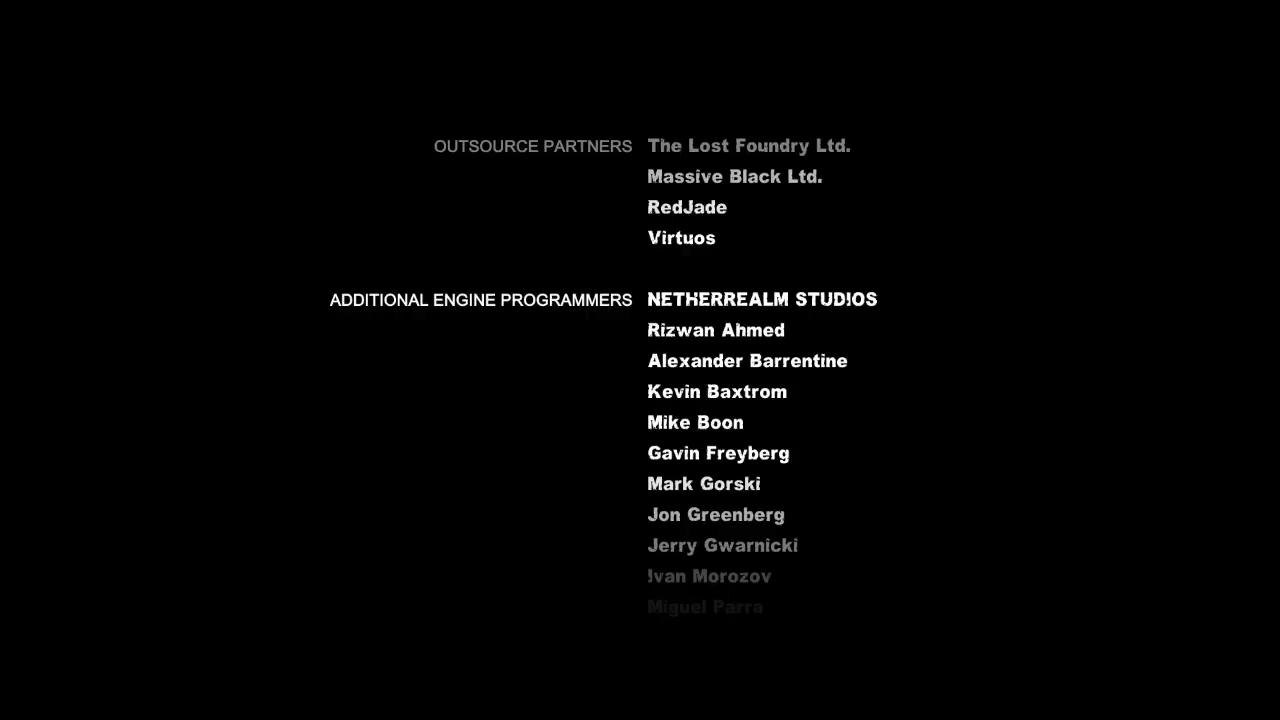 OUTSOURCE PARTNERS The Lost Foundry Ltd.
Massive Black Ltd.
RedJade
Virtuos
ADDITIONAL ENGINE PROGRAMMERS NETHERREALM STUDIOS
Rizwan Ahmed
Alexander Barrentine
Kevin Baxtrom
Mike Boon
Gavin Freyberg
Mark Gorski
Jon Greenberg
Jerry Gwarnicki
Ivan Morozov
Miguel Parra